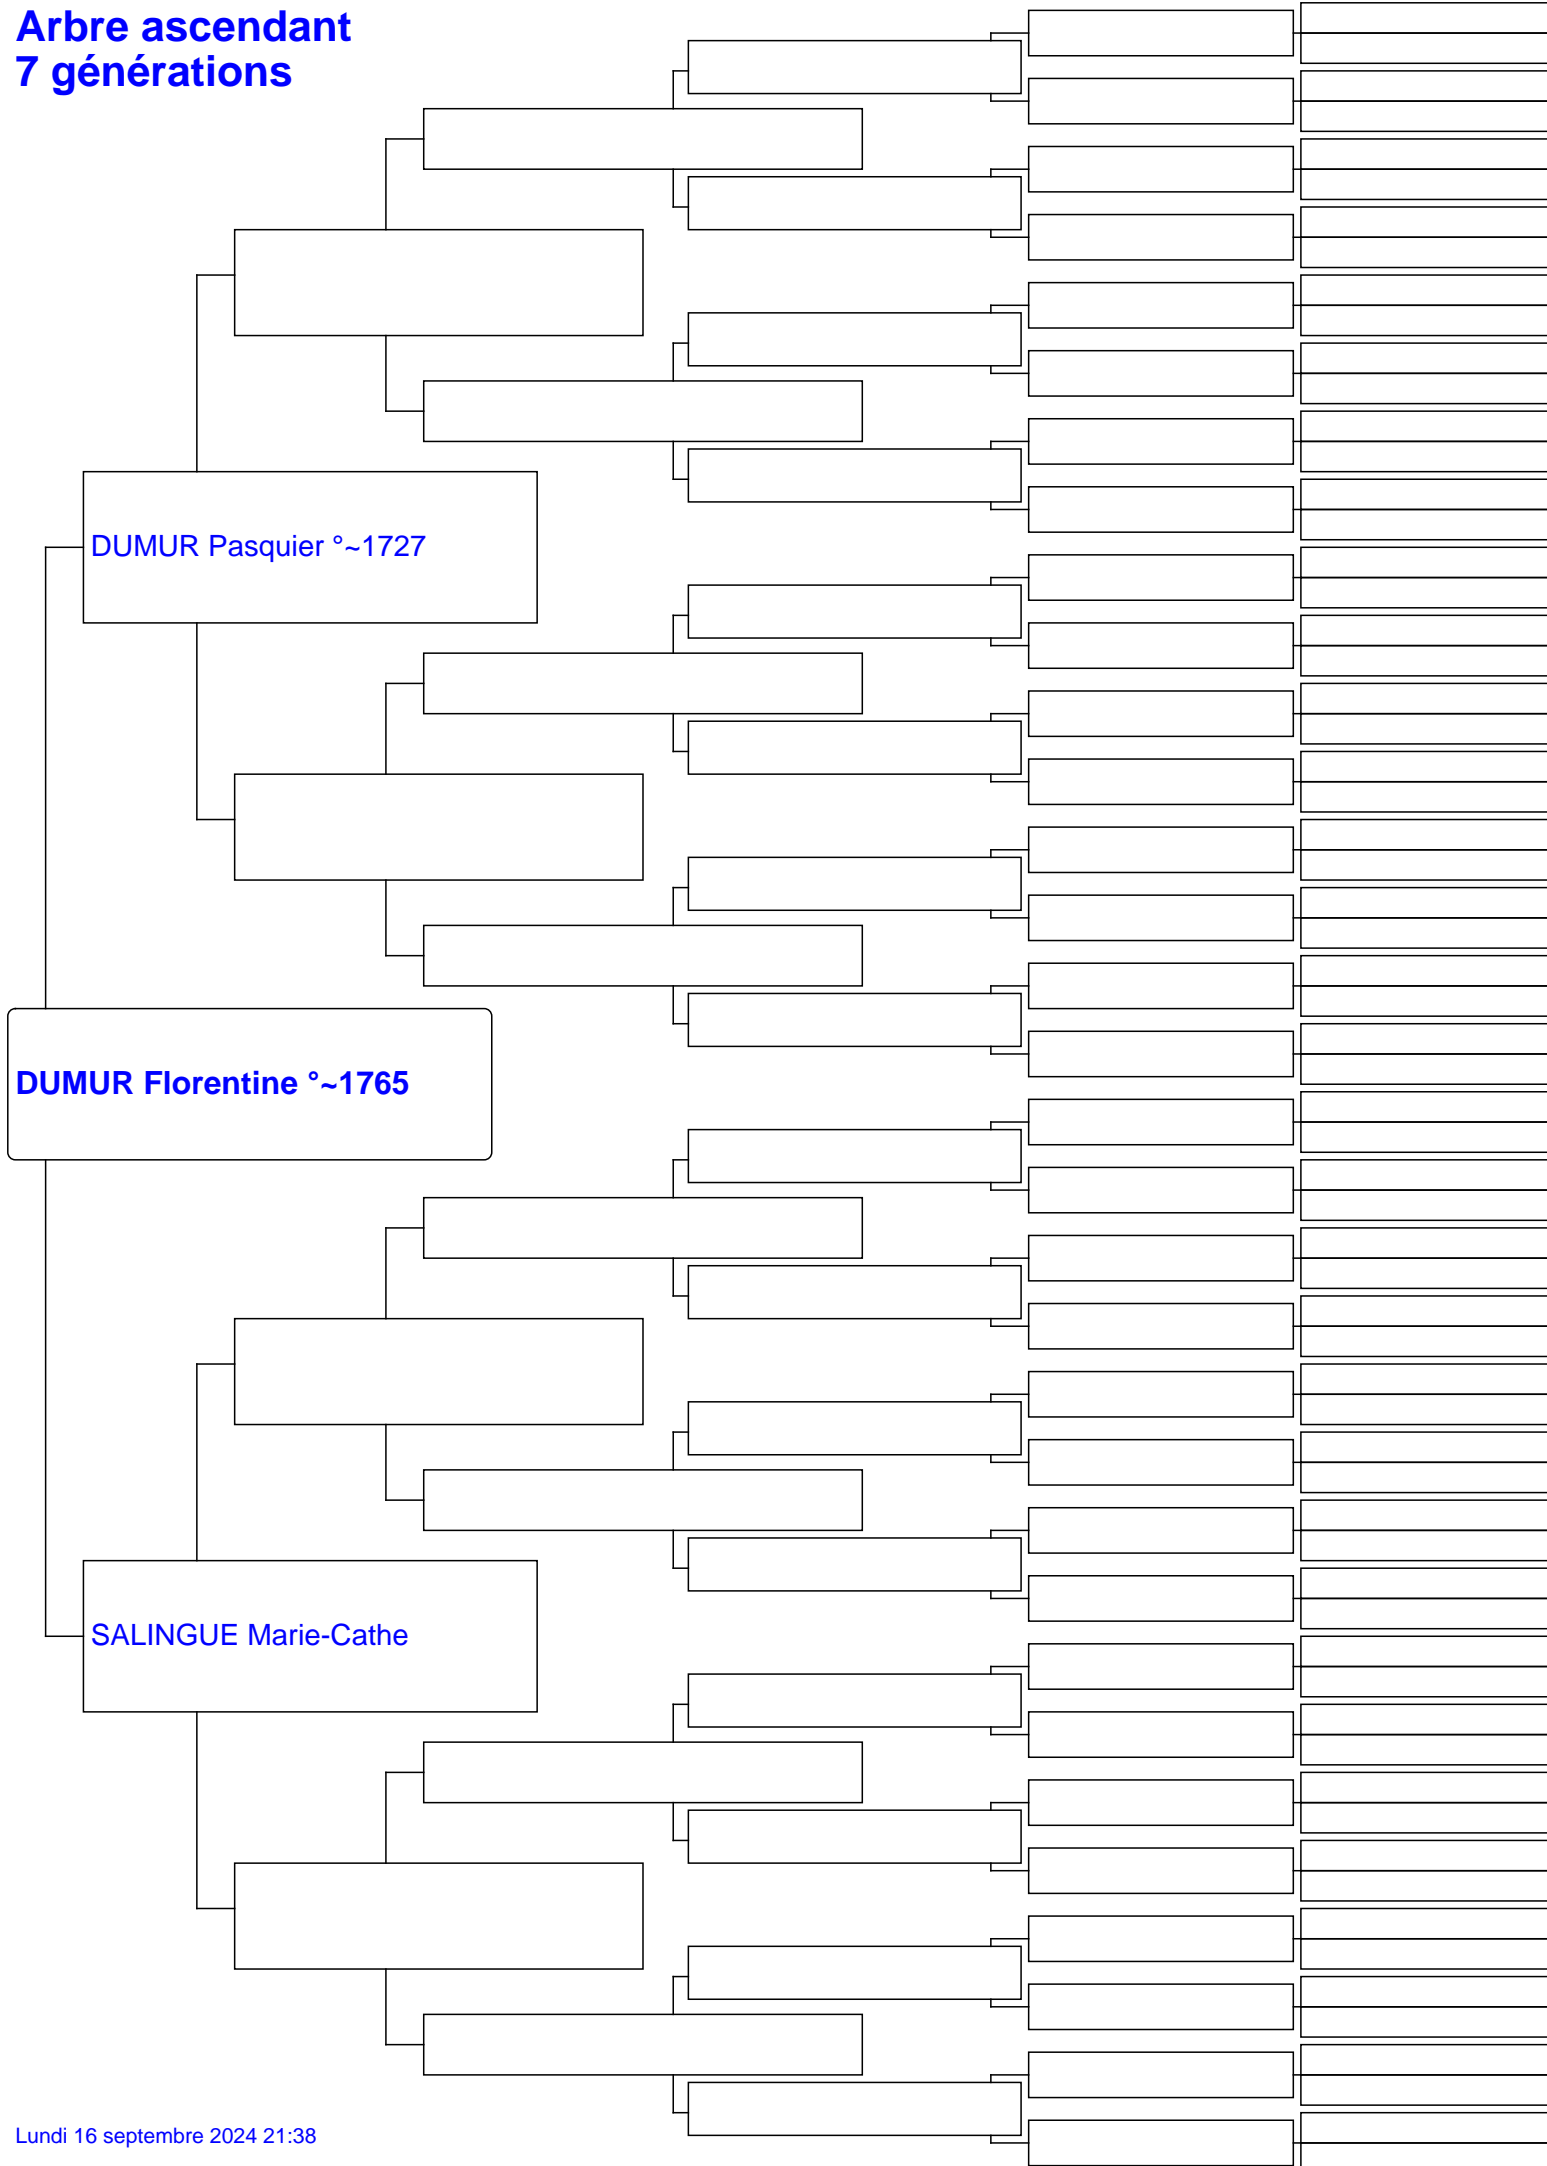 Arbre ascendant
7 générations
DUMUR Pasquier °~1727
DUMUR Florentine °~1765
SALINGUE Marie-Cathe
Lundi 16 septembre 2024 21:38